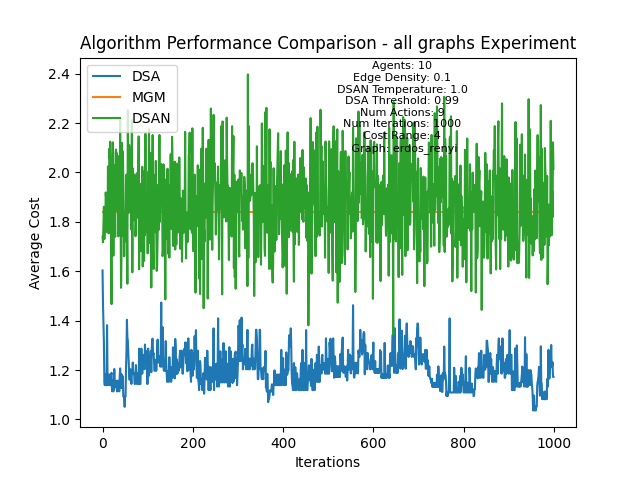 Algorithm Performance Comparison - all graphs Experiment
DSA
MGM
DSAN
Agents: 10
Edge Density: 0.1
DSAN Temperature: 1.0
DSA Threshold: 0.99
Num Actions: 9
Num Iterations: 1000
Cost Range: 4
Graph: erdos_renyi
Average Cost
2.4
2.2
2.0
1.8
1.6
1.4
1.2
1.0
0
200
400
600
800
1000
Iterations